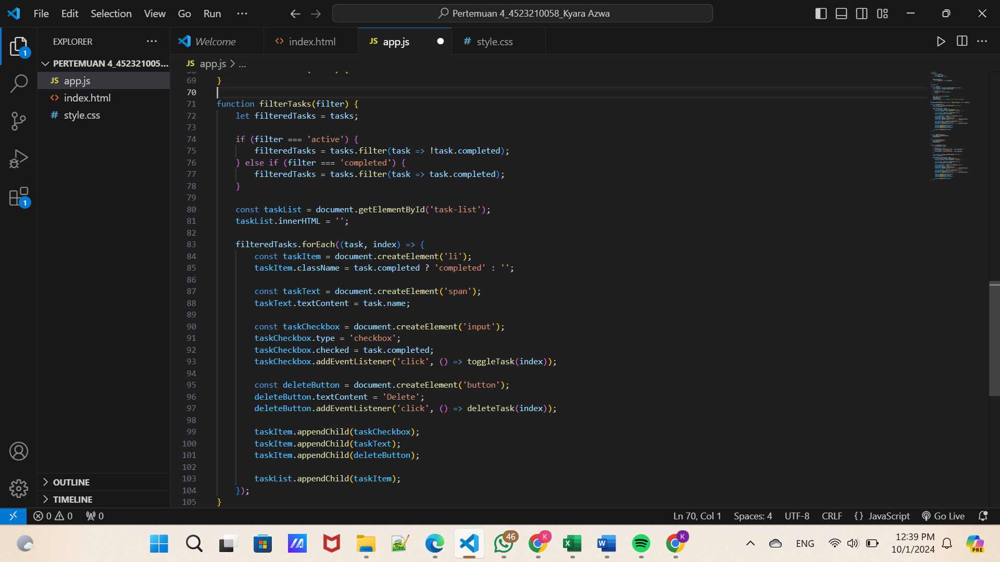 File Edit Selection View Go Run ···
Pertemuan 4_4523210058_Kyara Azwa
EXPLORER
Welcome
index.html
JS app.js
# style.css
PERTEMUAN 4_452321005...
JS app.js
index.html
# style.css
JS app.js > ...
69 }
70
71 function filterTasks(filter) {
72 let filteredTasks = tasks;
73
74 if (filter === 'active') {
75 filteredTasks = tasks.filter(task => !task.completed);
76 } else if (filter === 'completed') {
77 filteredTasks = tasks.filter(task => task.completed);
78 }
79
80 const taskList = document.getElementById('task-list');
81 taskList.innerHTML = '';
82
83 filteredTasks.forEach((task, index) => {
84 const taskItem = document.createElement('li');
85 taskItem.className = task.completed ? 'completed' : '';
86
87 const taskText = document.createElement('span');
88 taskText.textContent = task.name;
89
90 const taskCheckbox = document.createElement('input');
91 taskCheckbox.type = 'checkbox';
92 taskCheckbox.checked = task.completed;
93 taskCheckbox.addEventListener('click', () => toggleTask(index));
94
95 const deleteButton = document.createElement('button');
96 deleteButton.textContent = 'Delete';
97 deleteButton.addEventListener('click', () => deleteTask(index));
98
99 taskItem.appendChild(taskCheckbox);
100 taskItem.appendChild(taskText);
101 taskItem.appendChild(deleteButton);
102
103 taskList.appendChild(taskItem);
104 });
105 }
1
1
OUTLINE
TIMELINE
0 0 0
Ln 70, Col 1 Spaces: 4 UTF-8 CRLF {} JavaScript Go Live
46
K
X
W
K
ENG
12:39 PM
10/1/2024
PRE